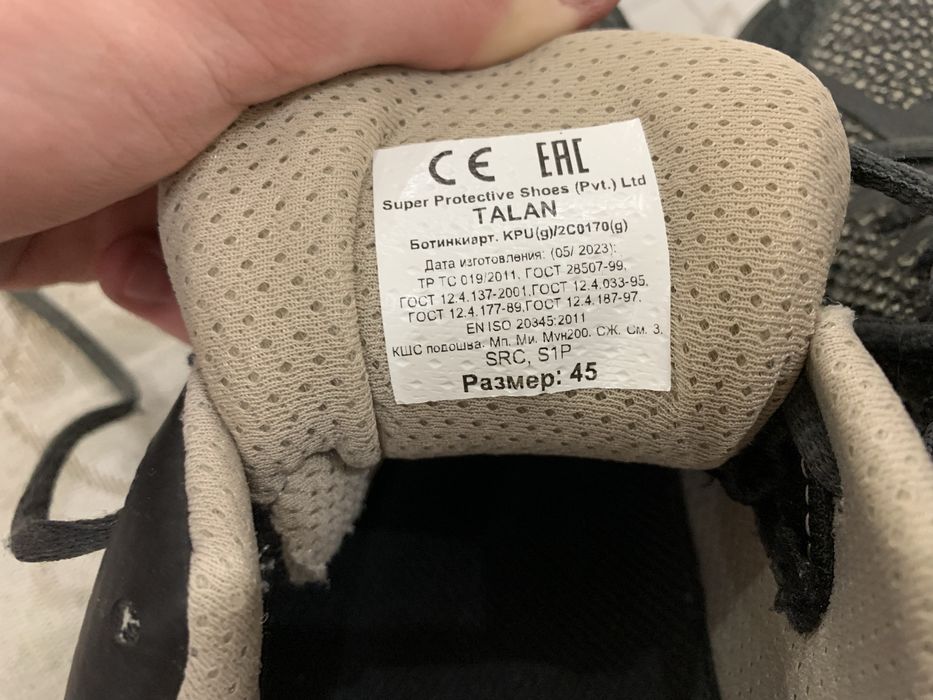 CE EAC
Super Protective Shoes (Pvt.) Ltd
TALAN
Ботинкиарт. KPU(g)/2C0170(g)
Дата изготовления: (05/ 2023):
ТР ТС 019/2011, ГОСТ 28507-99,
ГОСТ 12.4.137-2001,ГОСТ 12.4.033-95,
ГОСТ 12.4.177-89,ГОСТ 12.4.187-97,
EN ISO 20345:2011
КЩС подошва. Мп. Ми. Мун200. СЖ. См. 3.
SRC, S1P
Размер: 45